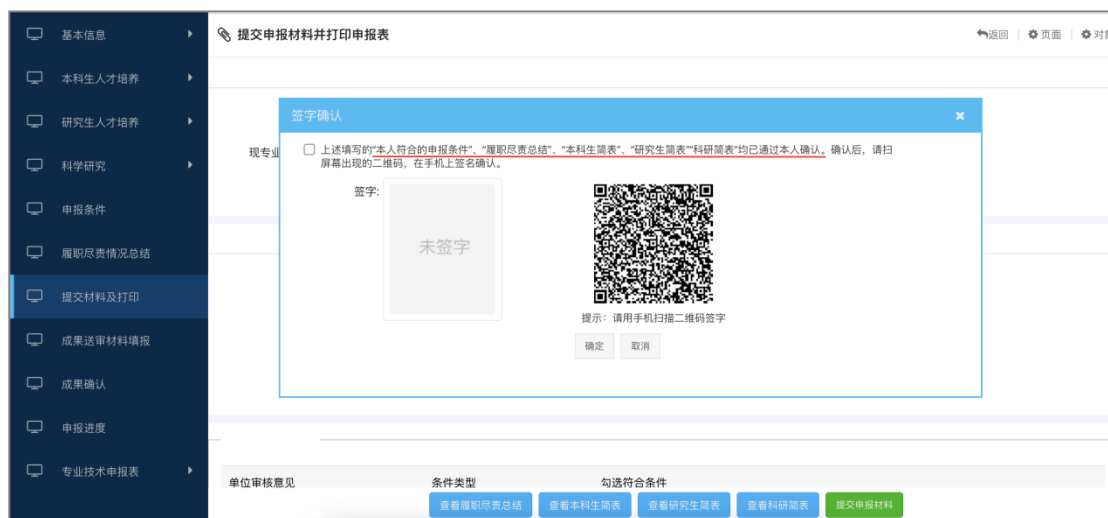 基本信息
本科生人才培养
研究生人才培养
科学研究
申报条件
履职尽责情况总结
提交材料及打印
成果送审材料填报
成果确认
申报进度
专业技术申报表
提交申报材料并打印申报表
返回 | 页面 | 对
现专业
签字确认
上述填写的“本人符合的申报条件”、“履职尽责总结”、“本科生简表”、“研究生简表”“科研简表”均已通过本人确认。确认后，请扫
屏幕出现的二维码，在手机上签名确认。
签字:
未签字
提示：请用手机扫描二维码签字
确定 取消
单位审核意见 条件类型 勾选符合条件
查看履职尽责总结 查看本科生简表 查看研究生简表 查看科研简表 提交申报材料